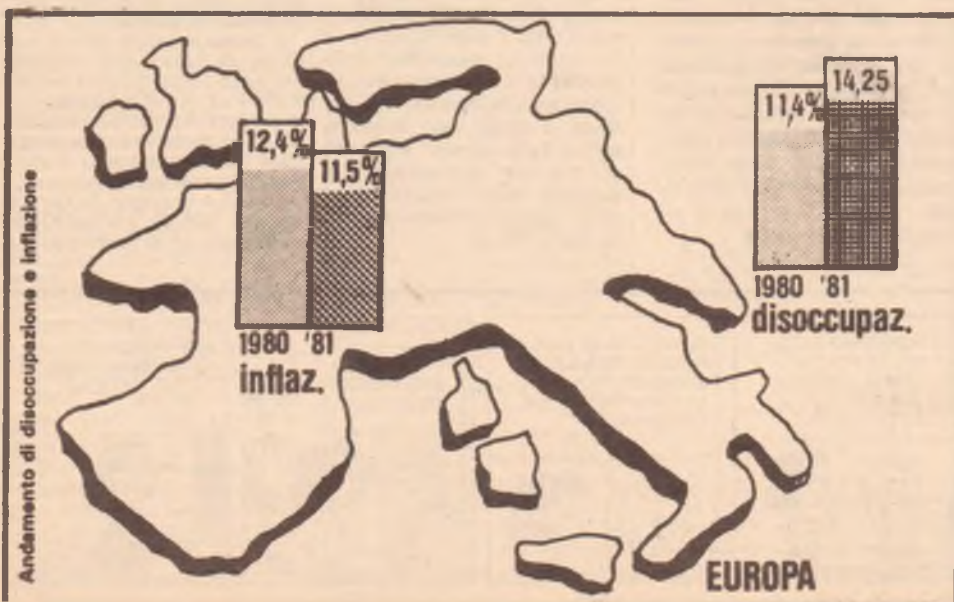 Andamento di disoccupazione e inflazione
12,4%
11,5%
1980 '81
inflaz.
11,4%
14,25
1980 '81
disoccupaz.
EUROPA